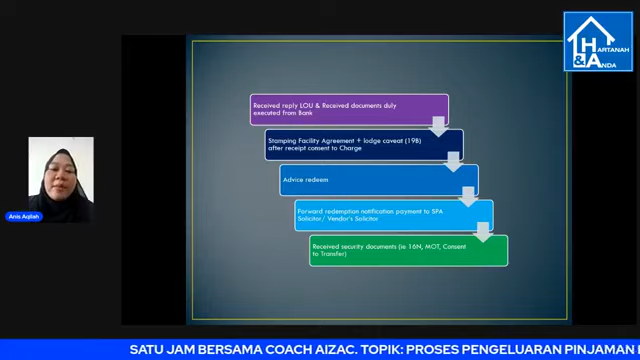 H
ARTANAH
&
A
NDA
Received reply LOU & Received documents duly
executed from Bank
Stamping Facility Agreement + lodge caveat (19B)
after receipt consent to Charge
Advice redeem
Forward redemption notification payment to SPA
Solicitor/ Vendor's Solicitor
Received security documents (ie 16N, MOT, Consent
to Transfer)
Anis Aqilah
SATU JAM BERSAMA COACH AIZAC. TOPIK: PROSES PENGELUARAN PINJAMAN